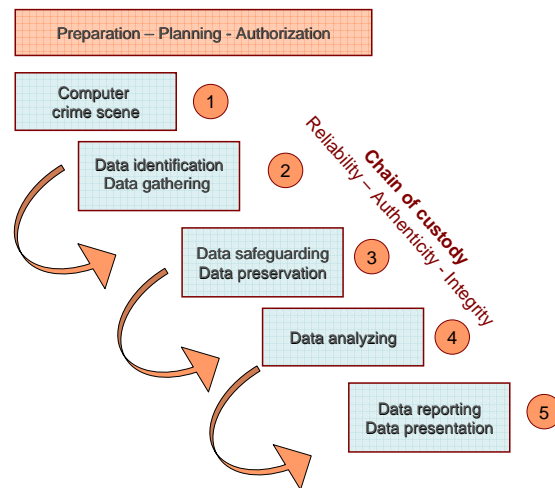 Preparation – Planning - Authorization
Computer
crime scene
1
Data identification
Data gathering
2
Chain of custody
Reliability – Authenticity - Integrity
Data safeguarding
Data preservation
3
Data analyzing
4
Data reporting
Data presentation
5